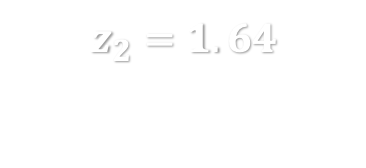 z₂ = 1.64